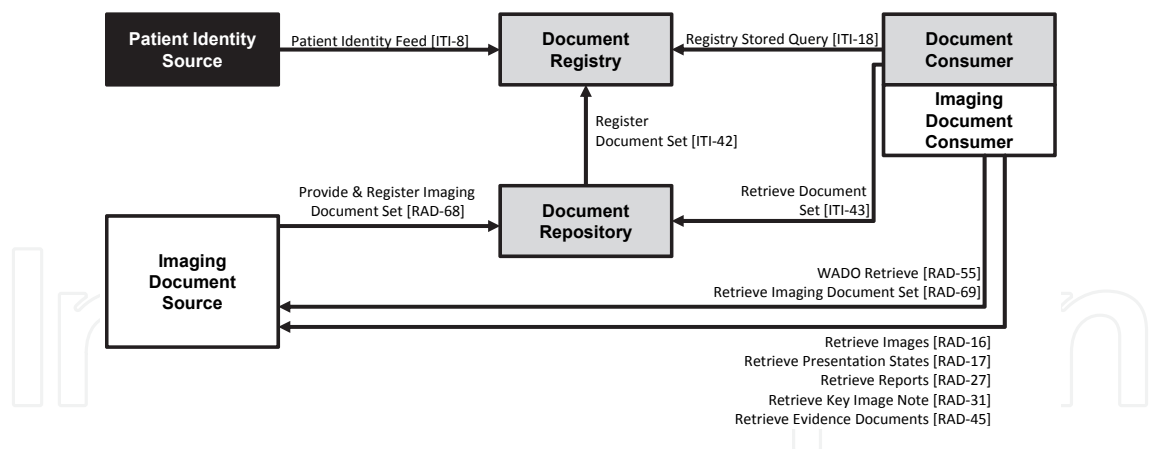 Patient Identity
Source
Patient Identity Feed [ITI-8]
Document
Registry
Registry Stored Query [ITI-18]
Document
Consumer
Imaging
Document
Consumer
Register
Document Set [ITI-42]
Provide & Register Imaging
Document Set [RAD-68]
Document
Repository
Retrieve Document
Set [ITI-43]
Imaging
Document
Source
WADO Retrieve [RAD-55]
Retrieve Imaging Document Set [RAD-69]
Retrieve Images [RAD-16]
Retrieve Presentation States [RAD-17]
Retrieve Reports [RAD-27]
Retrieve Key Image Note [RAD-31]
Retrieve Evidence Documents [RAD-45]